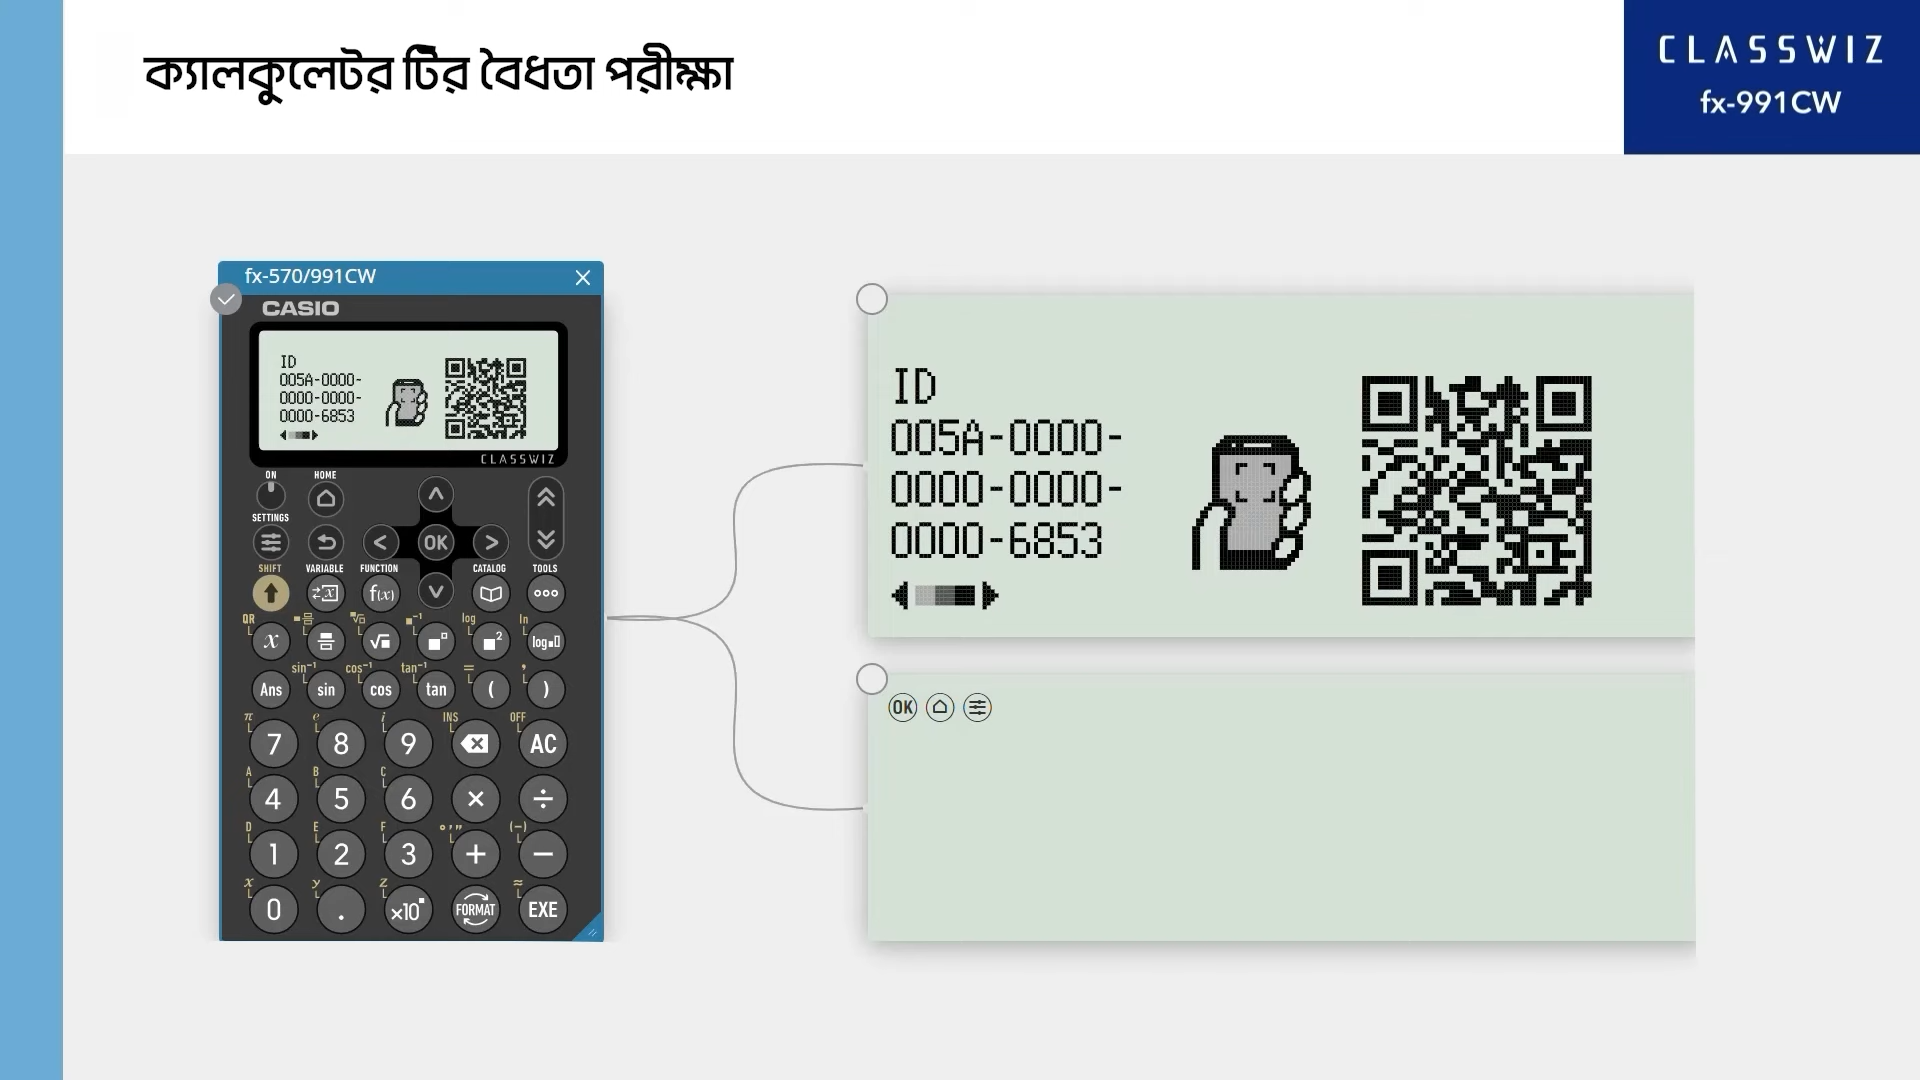 ক্যালকুলেটর টির বৈধতা পরীক্ষা
CLASSWIZ
fx-991CW
fx-570/991CW
CASIO
ID
005A-0000-
0000-0000-
0000-6853
CLASSWIZ
ON HOME
SETTINGS
OK
SHIFT VARIABLE FUNCTION CATALOG TOOLS
f(x)
QR log ln
x √■ ■² log■□
sin⁻¹ cos⁻¹ tan⁻¹ = ,
Ans sin cos tan ( )
π e i INS OFF
7 8 9 AC
A B C
4 5 6 × ÷
D E F ° ′ ″ (−)
1 2 3 + −
x y z ≈
0 . ×10 FORMAT EXE
ID
005A-0000-
0000-0000-
0000-6853
OK